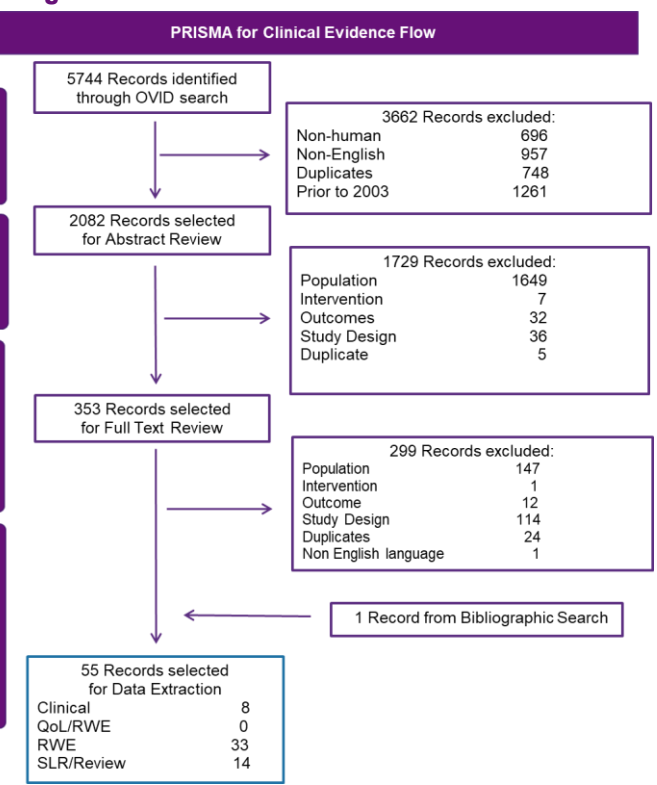 PRISMA for Clinical Evidence Flow
5744 Records identified
through OVID search
3662 Records excluded:
Non-human 696
Non-English 957
Duplicates 748
Prior to 2003 1261
2082 Records selected
for Abstract Review
1729 Records excluded:
Population 1649
Intervention 7
Outcomes 32
Study Design 36
Duplicate 5
353 Records selected
for Full Text Review
299 Records excluded:
Population 147
Intervention 1
Outcome 12
Study Design 114
Duplicates 24
Non English language 1
1 Record from Bibliographic Search
55 Records selected
for Data Extraction
Clinical 8
QoL/RWE 0
RWE 33
SLR/Review 14